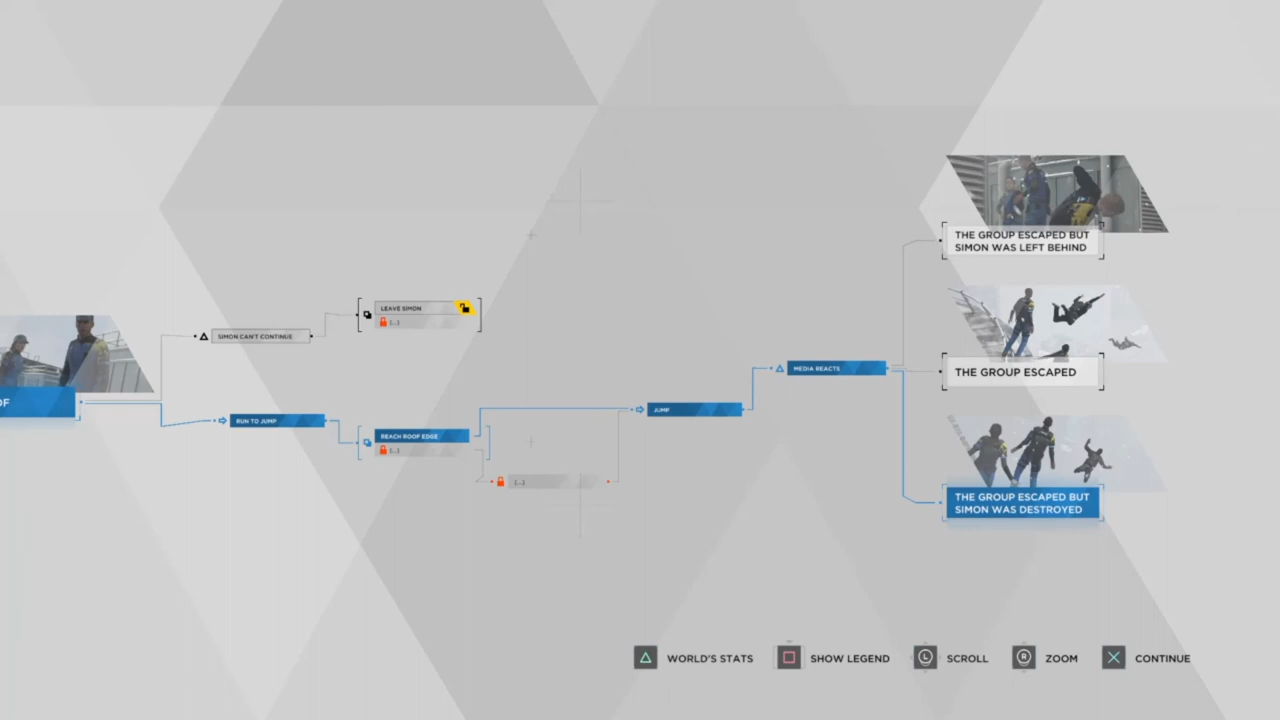 THE GROUP ESCAPED BUT
SIMON WAS LEFT BEHIND
LEAVE SIMON
[...]
SIMON CAN'T CONTINUE
MEDIA REACTS
THE GROUP ESCAPED
OF
JUMP
RUN TO JUMP
REACH ROOF EDGE
[...]
[...]
THE GROUP ESCAPED BUT
SIMON WAS DESTROYED
WORLD'S STATS
SHOW LEGEND
L
SCROLL
R
ZOOM
CONTINUE